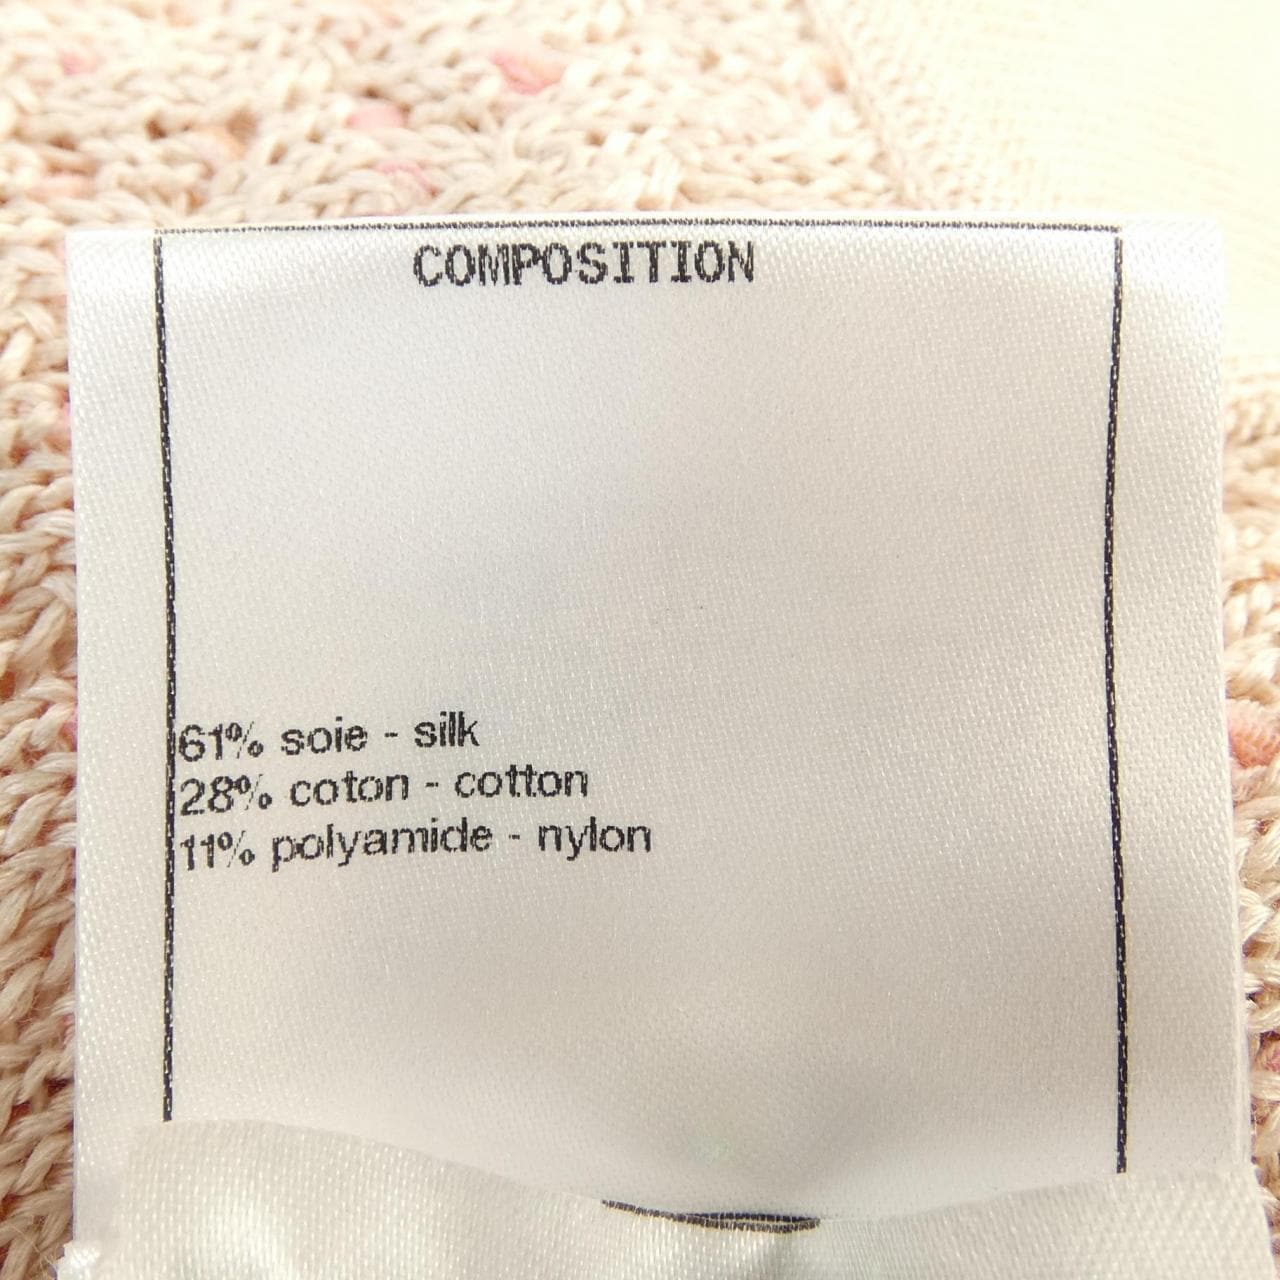 COMPOSITION
61% soie - silk
28% coton - cotton
11% polyamide - nylon